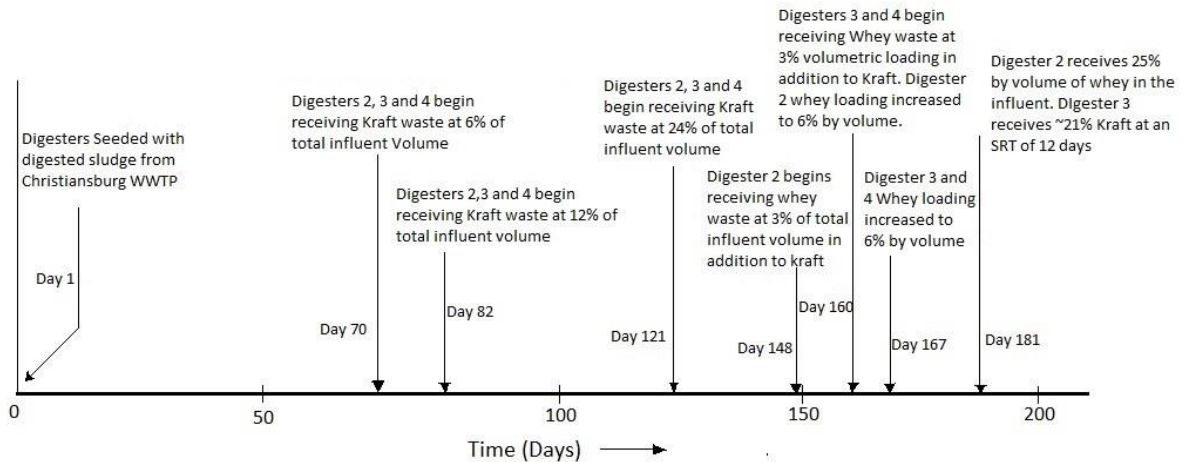 Digesters Seeded with
digested sludge from
Christiansburg WWTP
Day 1
Digesters 2, 3 and 4 begin
receiving Kraft waste at 6% of
total influent Volume
Day 70
Digesters 2,3 and 4 begin
receiving Kraft waste at 12% of
total influent volume
Day 82
Digesters 2, 3 and 4
begin receiving Kraft
waste at 24% of total
influent volume
Day 121
Digester 2 begins
receiving whey
waste at 3% of total
influent volume in
addition to kraft
Day 148
Digesters 3 and 4 begin
receiving Whey waste at
3% volumetric loading in
addition to Kraft. Digester
2 whey loading increased
to 6% by volume.
Day 160
Digester 3 and
4 Whey loading
increased to
6% by volume
Day 167
Digester 2 receives 25%
by volume of whey in the
influent. DIgester 3
receives ~21% Kraft at an
SRT of 12 days
Day 181
0
50
100
150
200
Time (Days)